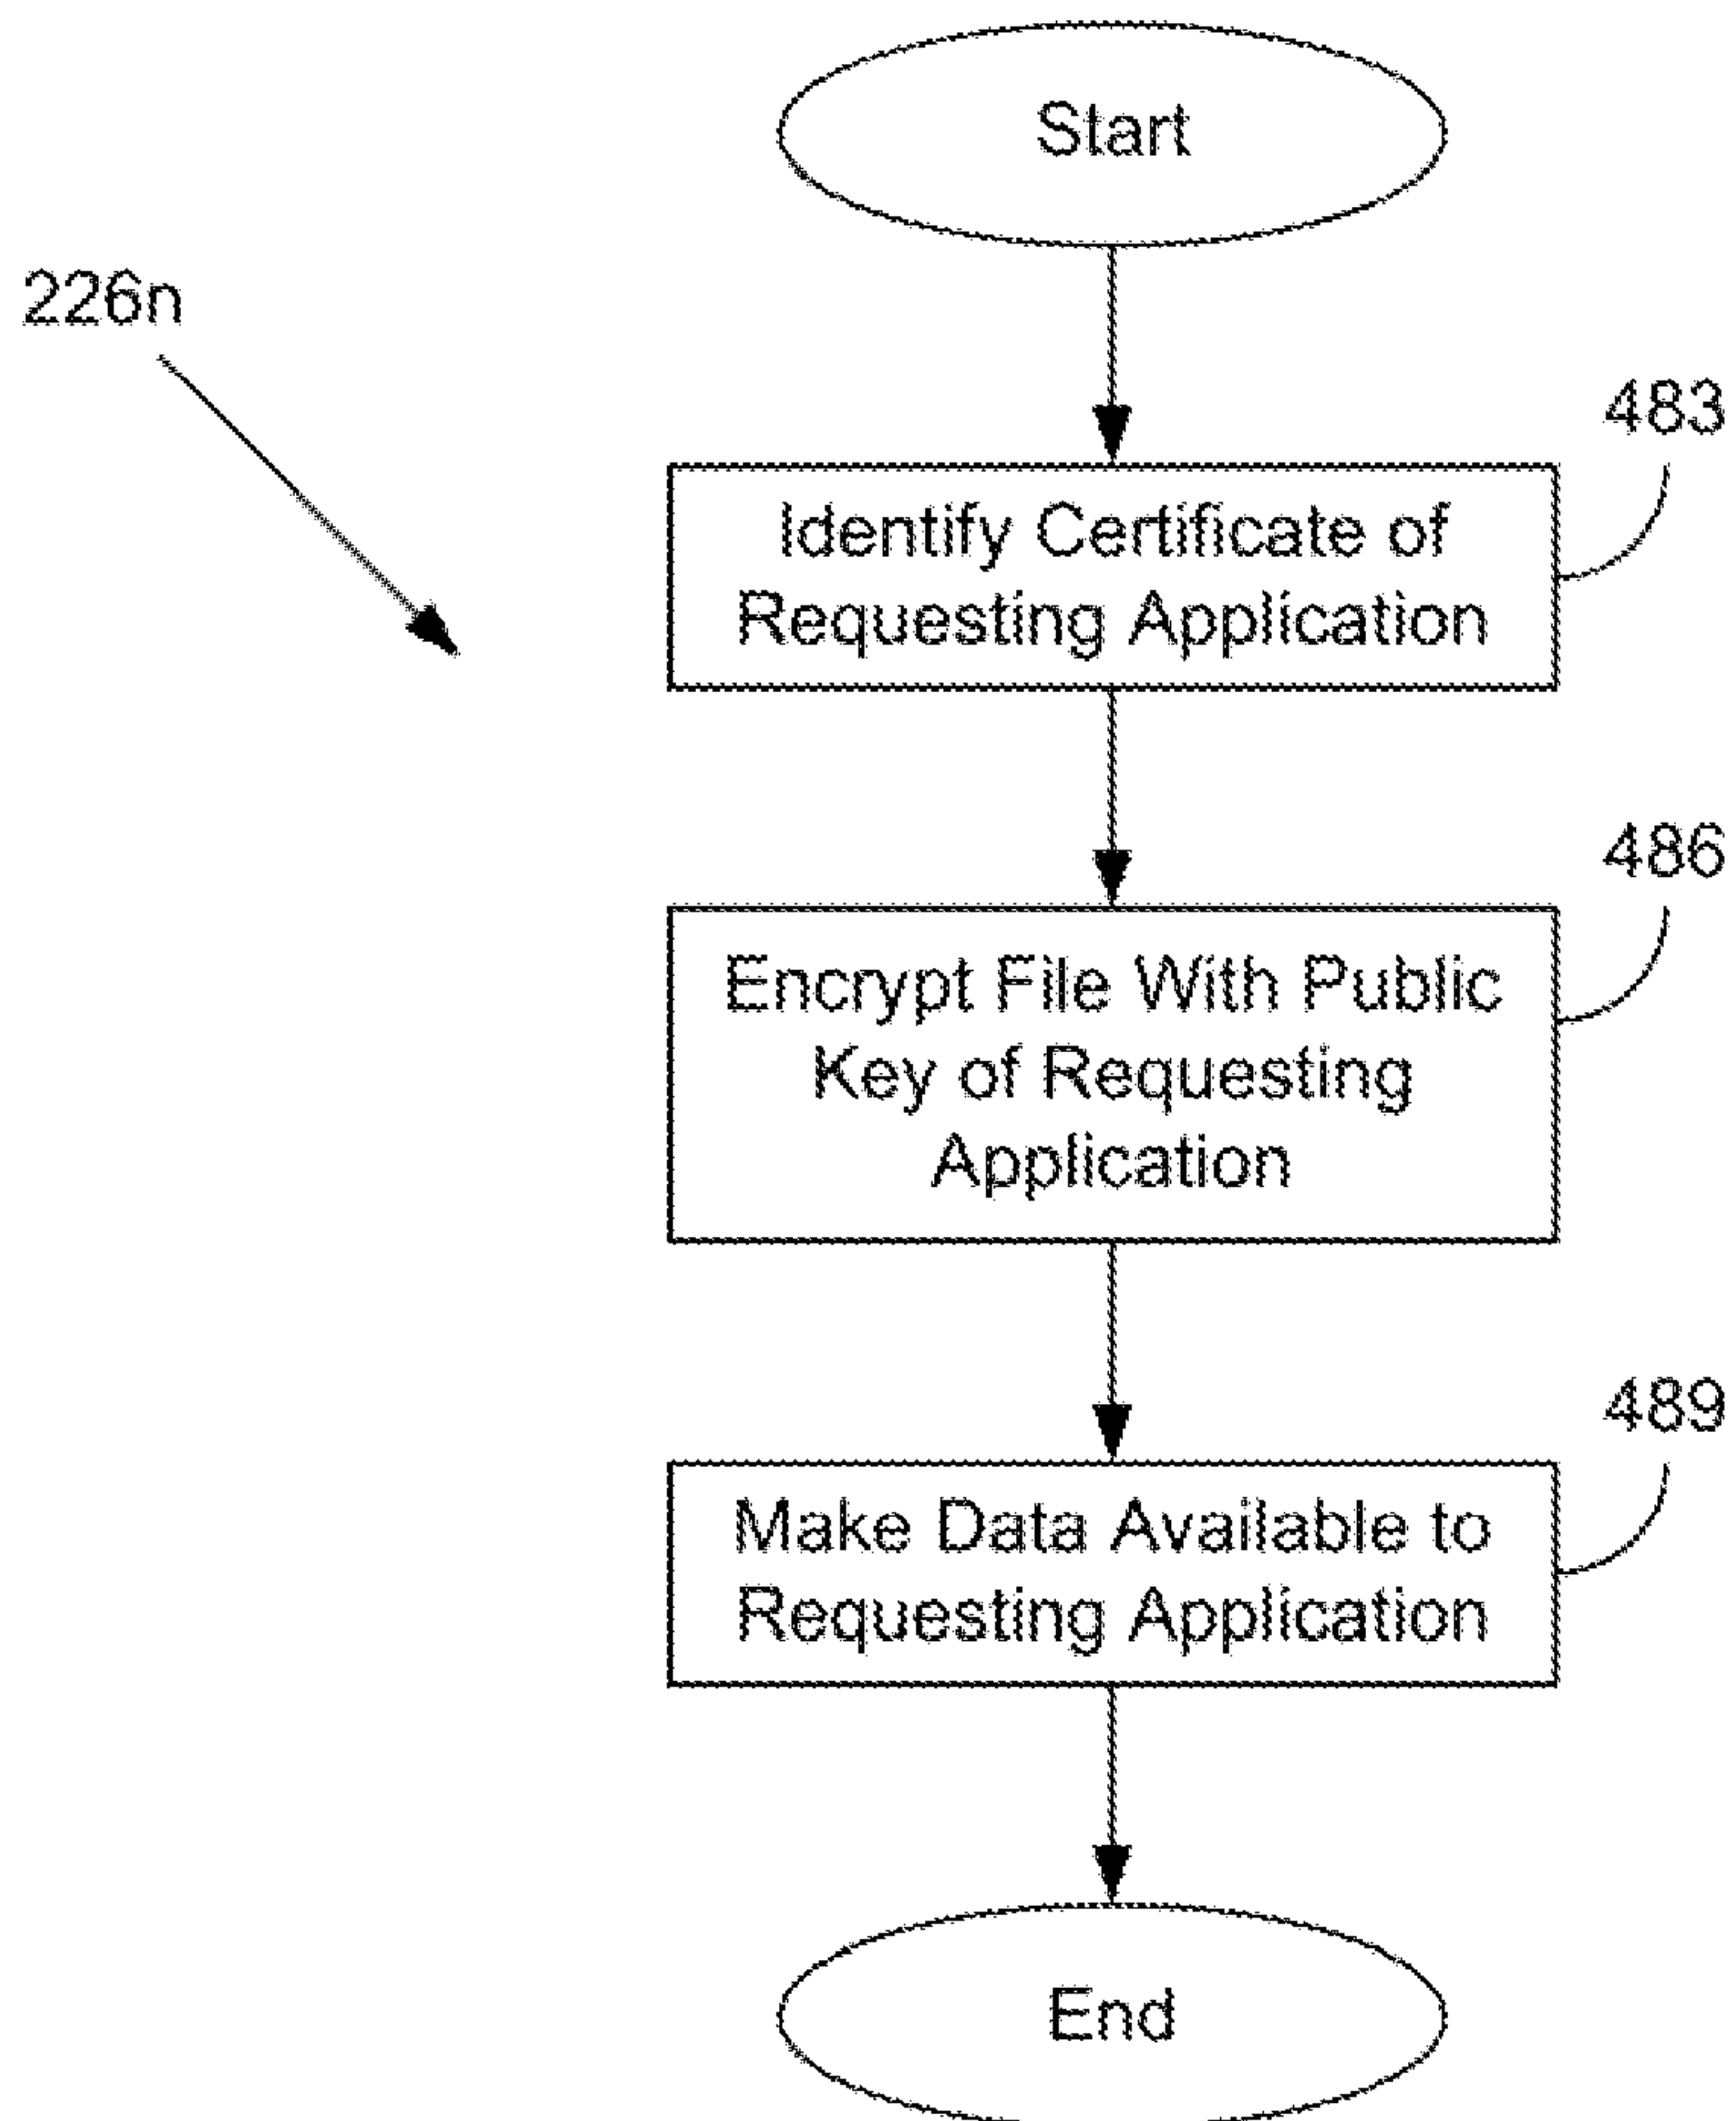 Start
226n
483
Identify Certificate of
Requesting Application
486
Encrypt File With Public
Key of Requesting
Application
489
Make Data Available to
Requesting Application
End